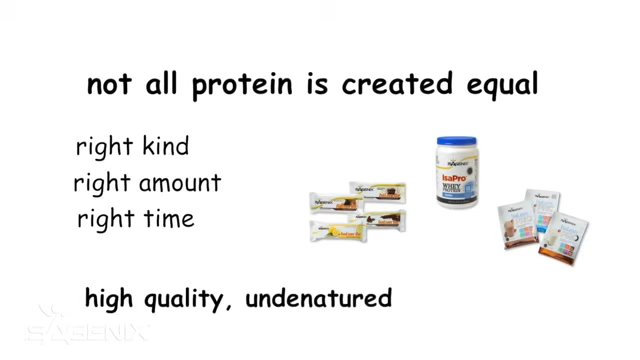 not all protein is created equal
right kind
right amount
right time
IsaPro
WHEY
PROTEIN
high quality, undenatured
ISAGENIX